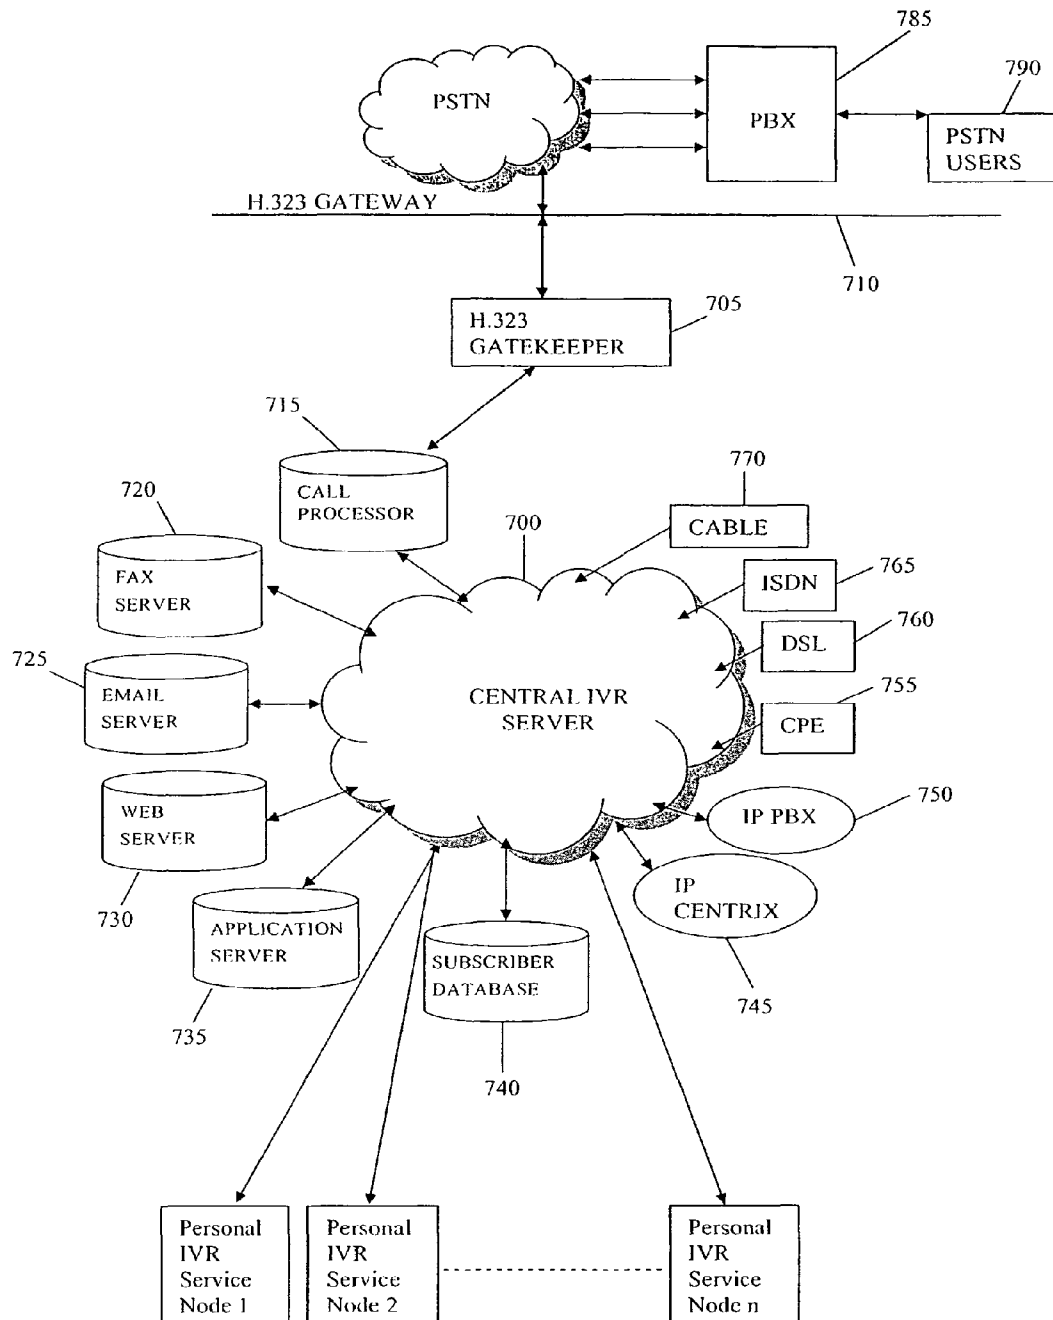 785
790
PSTN
PBX
PSTN
USERS
H.323 GATEWAY
710
705
H.323
GATEKEEPER
715
770
720
CALL
PROCESSOR
700
CABLE
765
FAX
SERVER
ISDN
760
725
DSL
EMAIL
SERVER
755
CENTRAL IVR
SERVER
CPE
750
WEB
SERVER
IP PBX
730
IP
CENTRIX
APPLICATION
SERVER
SUBSCRIBER
DATABASE
745
735
740
Personal
IVR
Service
Node 1
Personal
IVR
Service
Node 2
Personal
IVR
Service
Node n